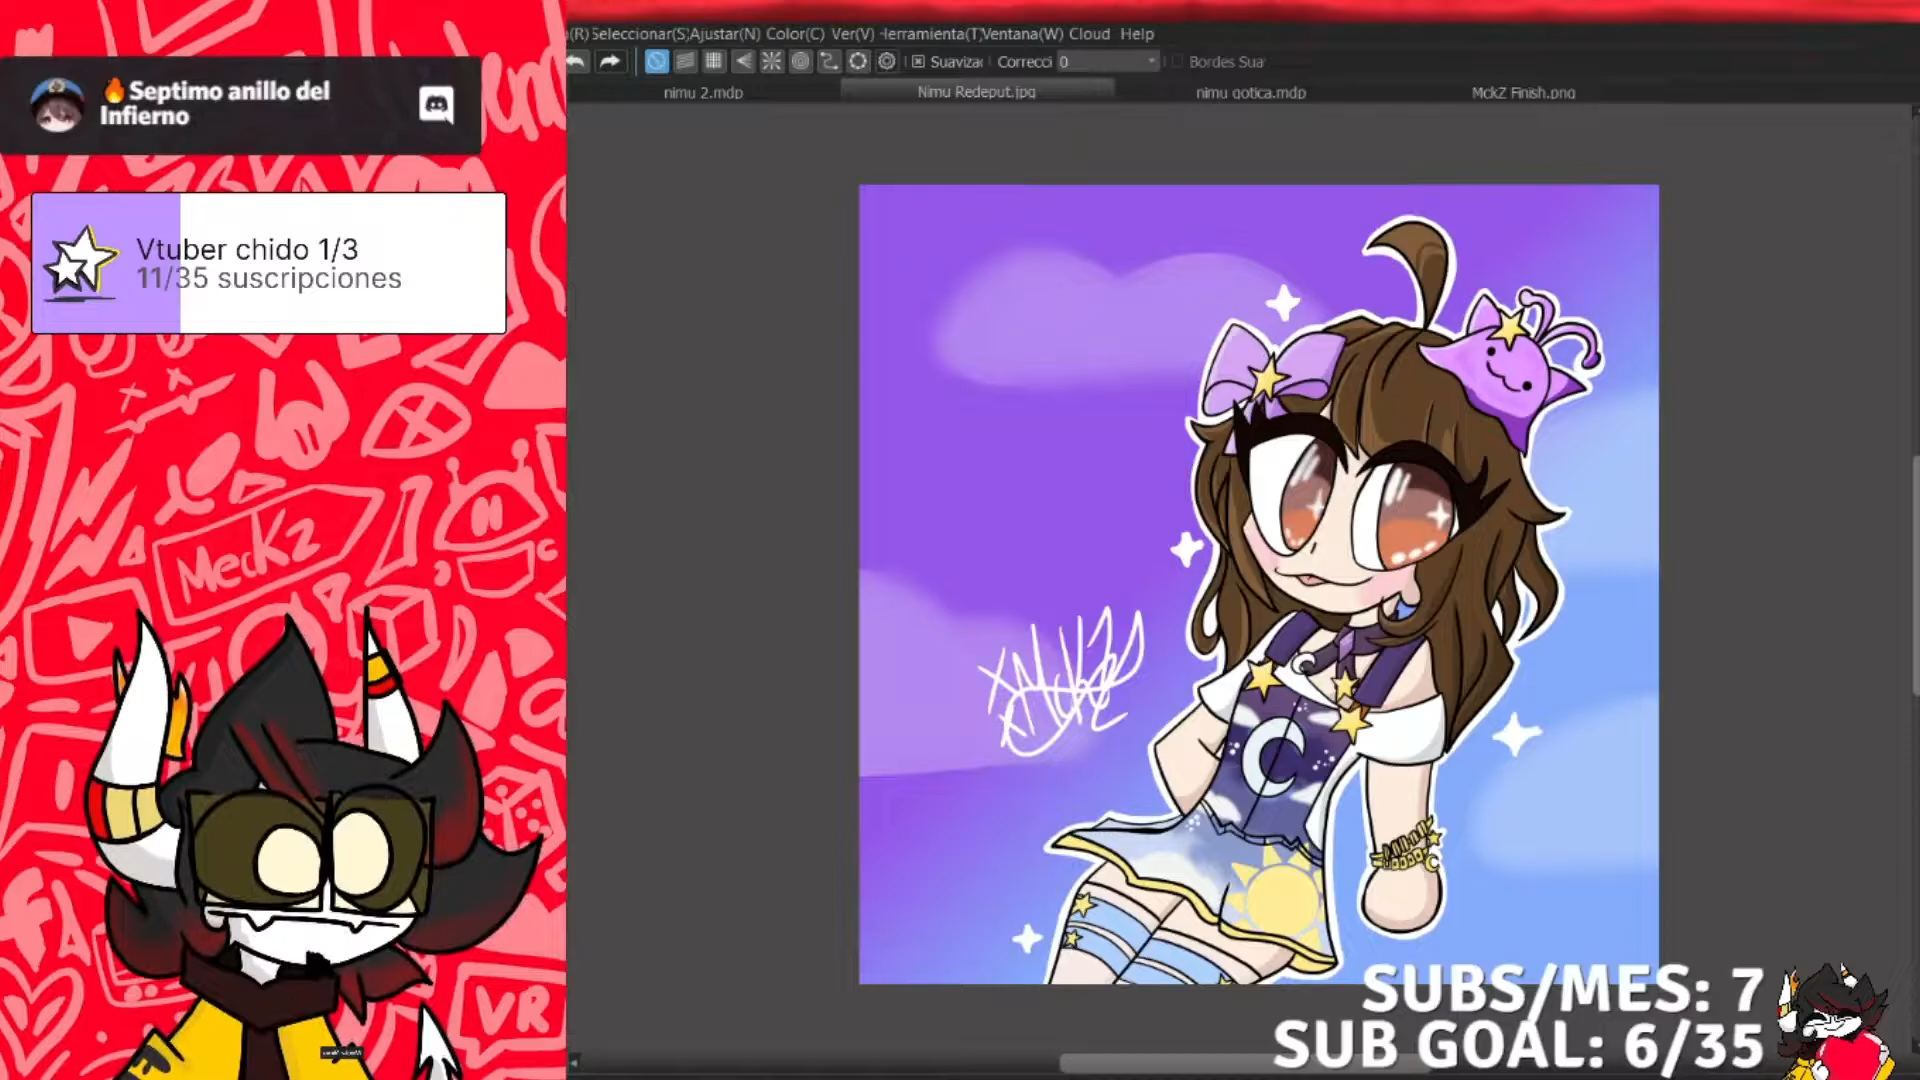 (R) Seleccionar(S) Ajustar(N) Color(C) Ver(V) Herramienta(T) Ventana(W) Cloud Help
Suaviza Correcci 0 Bordes Sua
nimu 2.mdp Nimu Redeput.jpg nimu gotica.mdp MckZ Finish.png
Septimo anillo del
Infierno
Vtuber chido 1/3
11/35 suscripciones
MecKz
VR
SUBS/MES: 7
SUB GOAL: 6/35